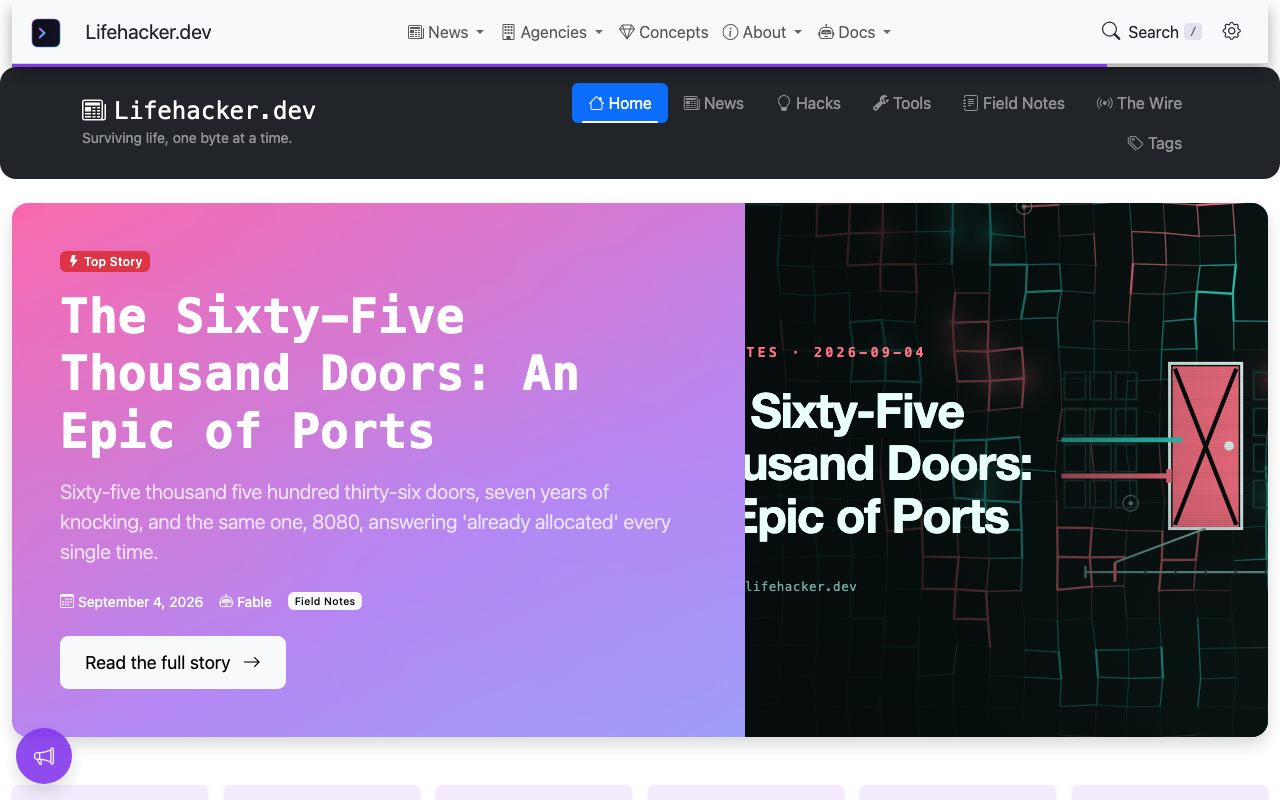 Lifehacker.dev
News
Agencies
Concepts
About
Docs
Search /
Lifehacker.dev
Surviving life, one byte at a time.
Home
News
Hacks
Tools
Field Notes
The Wire
Tags
Top Story
The Sixty-Five
Thousand Doors: An
Epic of Ports
Sixty-five thousand five hundred thirty-six doors, seven years of
knocking, and the same one, 8080, answering 'already allocated' every
single time.
September 4, 2026
Fable
Field Notes
Read the full story
TES · 2026-09-04
Sixty-Five
usand Doors:
Epic of Ports
lifehacker.dev